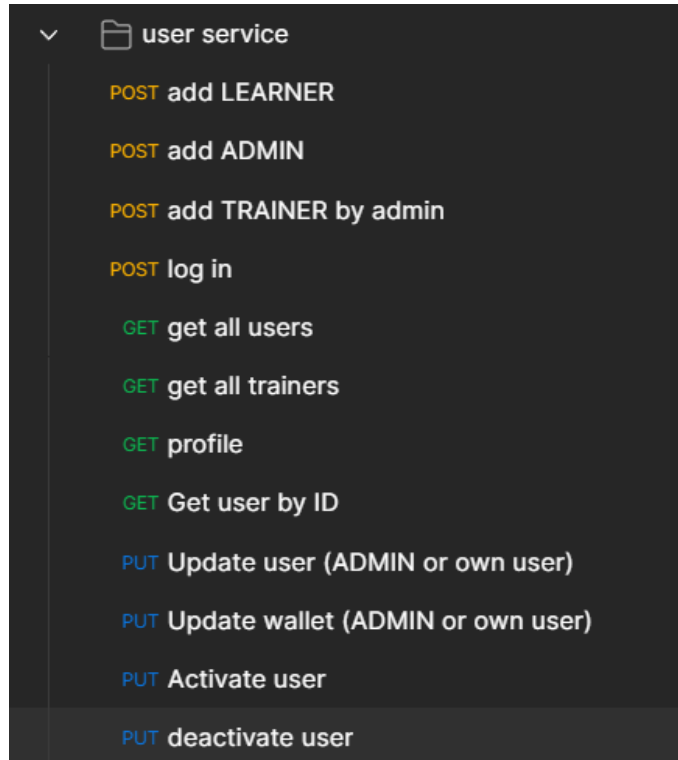 user service
POST add LEARNER
POST add ADMIN
POST add TRAINER by admin
POST log in
GET get all users
GET get all trainers
GET profile
GET Get user by ID
PUT Update user (ADMIN or own user)
PUT Update wallet (ADMIN or own user)
PUT Activate user
PUT deactivate user